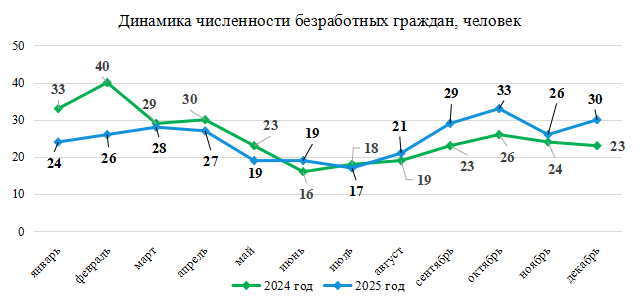 Динамика численности безработных граждан, человек
50
40
30
20
10
0
33 40 29 30 23 16 18 19 23 26 24 23
24 26 28 27 19 19 17 21 29 33 26 30
январь февраль март апрель май июнь июль август сентябрь октябрь ноябрь декабрь
2024 год 2025 год